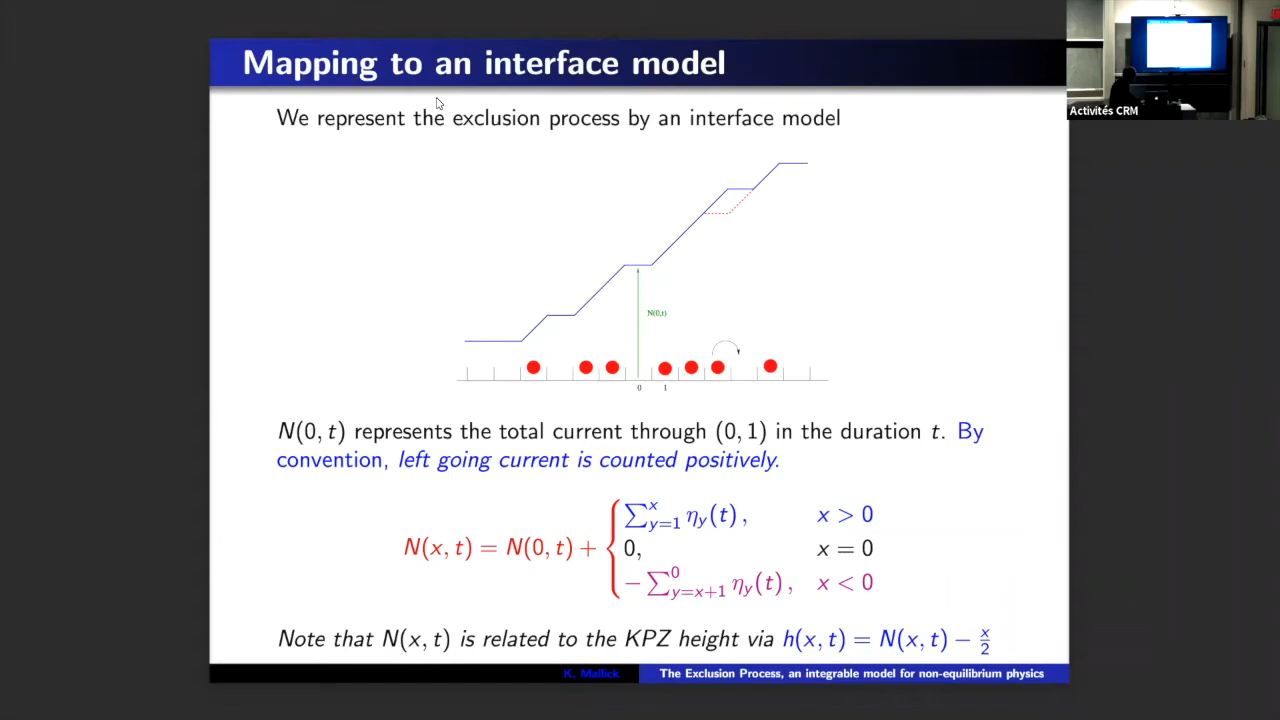 Mapping to an interface model
Activités CRM
We represent the exclusion process by an interface model
N(0,t)
0 1
N(0, t) represents the total current through (0, 1) in the duration t. By
convention, left going current is counted positively.
N(x, t) = N(0, t) + { ∑_{y=1}^{x} η_y(t), x > 0
0, x = 0
− ∑_{y=x+1}^{0} η_y(t), x < 0
Note that N(x, t) is related to the KPZ height via h(x, t) = N(x, t) − x/2
K. Mallick The Exclusion Process, an integrable model for non-equilibrium physics